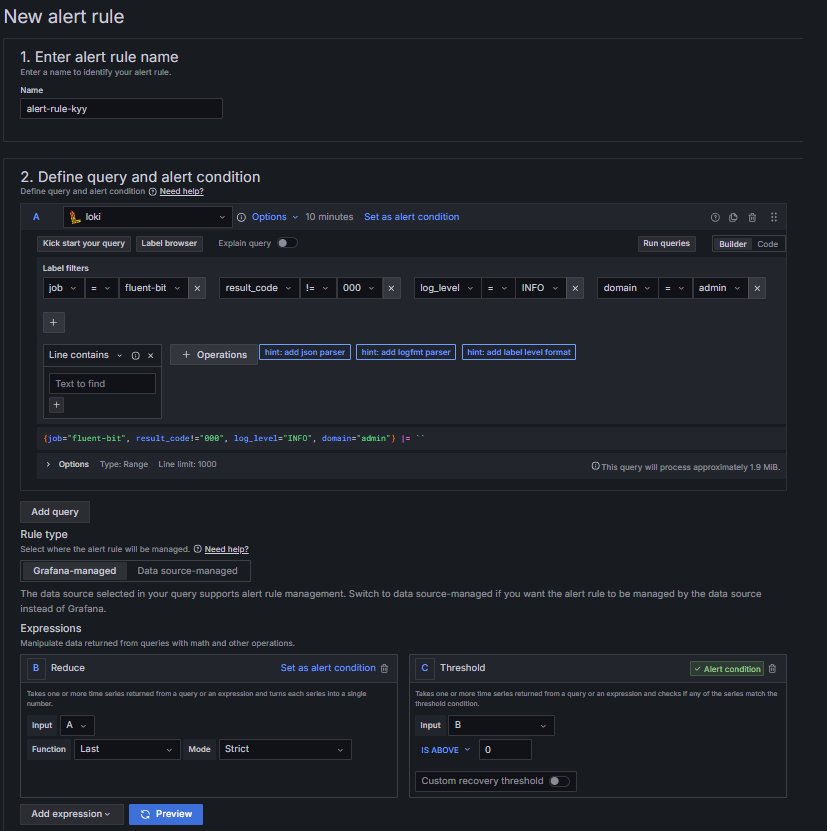 New alert rule
1. Enter alert rule name
Enter a name to identify your alert rule.
Name
alert-rule-kyy
2. Define query and alert condition
Define query and alert condition Need help?
A loki Options 10 minutes Set as alert condition
Kick start your query Label browser Explain query Run queries Builder Code
Label filters
job = fluent-bit result_code != 000 log_level = INFO domain = admin
Line contains + Operations hint: add json parser hint: add logfmt parser hint: add label level format
Text to find
{job="fluent-bit", result_code!="000", log_level="INFO", domain="admin"} |= ``
Options Type: Range Line limit: 1000 This query will process approximately 1.9 MiB.
Add query
Rule type
Select where the alert rule will be managed. Need help?
Grafana-managed Data source-managed
The data source selected in your query supports alert rule management. Switch to data source-managed if you want the alert rule to be managed by the data source
instead of Grafana.
Expressions
Manipulate data returned from queries with math and other operations.
B Reduce Set as alert condition
Takes one or more time series returned from a query or an expression and turns each series into a single
number.
Input A
Function Last Mode Strict
C Threshold Alert condition
Takes one or more time series returned from a query or an expression and checks if any of the series match the
threshold condition.
Input B
IS ABOVE 0
Custom recovery threshold
Add expression Preview